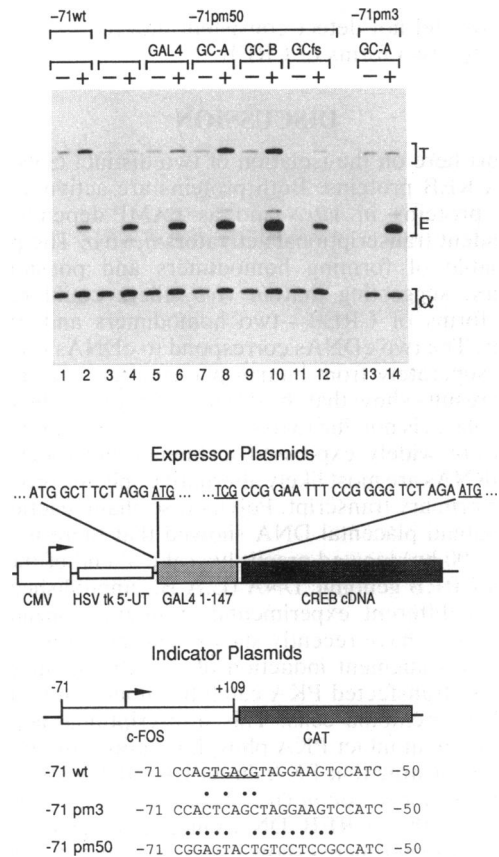 -71wt -71pm50 -71pm3
GAL4 GC-A GC-B GCfs GC-A
− + − + − + − + − + − + − +
T
E
α
1 2 3 4 5 6 7 8 9 10 11 12 13 14
Expressor Plasmids
... ATG GCT TCT AGG ATG ... ... TCG CCG GAA TTT CCG GGG TCT AGA ATG ...
CMV HSV tk 5'-UT GAL4 1-147 CREB cDNA
Indicator Plasmids
-71 +109
c-FOS CAT
-71 wt -71 CCAGTGACGTAGGAAGTCCATC -50
-71 pm3 -71 CCACTCAGCTAGGAAGTCCATC -50
-71 pm50 -71 CGGAGTACTGTCCTCCGCCATC -50